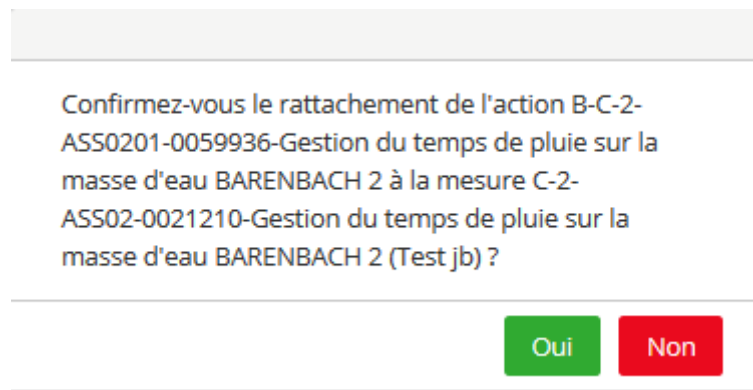 Confirmez-vous le rattachement de l'action B-C-2-
ASS0201-0059936-Gestion du temps de pluie sur la
masse d'eau BARENBACH 2 à la mesure C-2-
ASS02-0021210-Gestion du temps de pluie sur la
masse d'eau BARENBACH 2 (Test jb) ?
Oui
Non